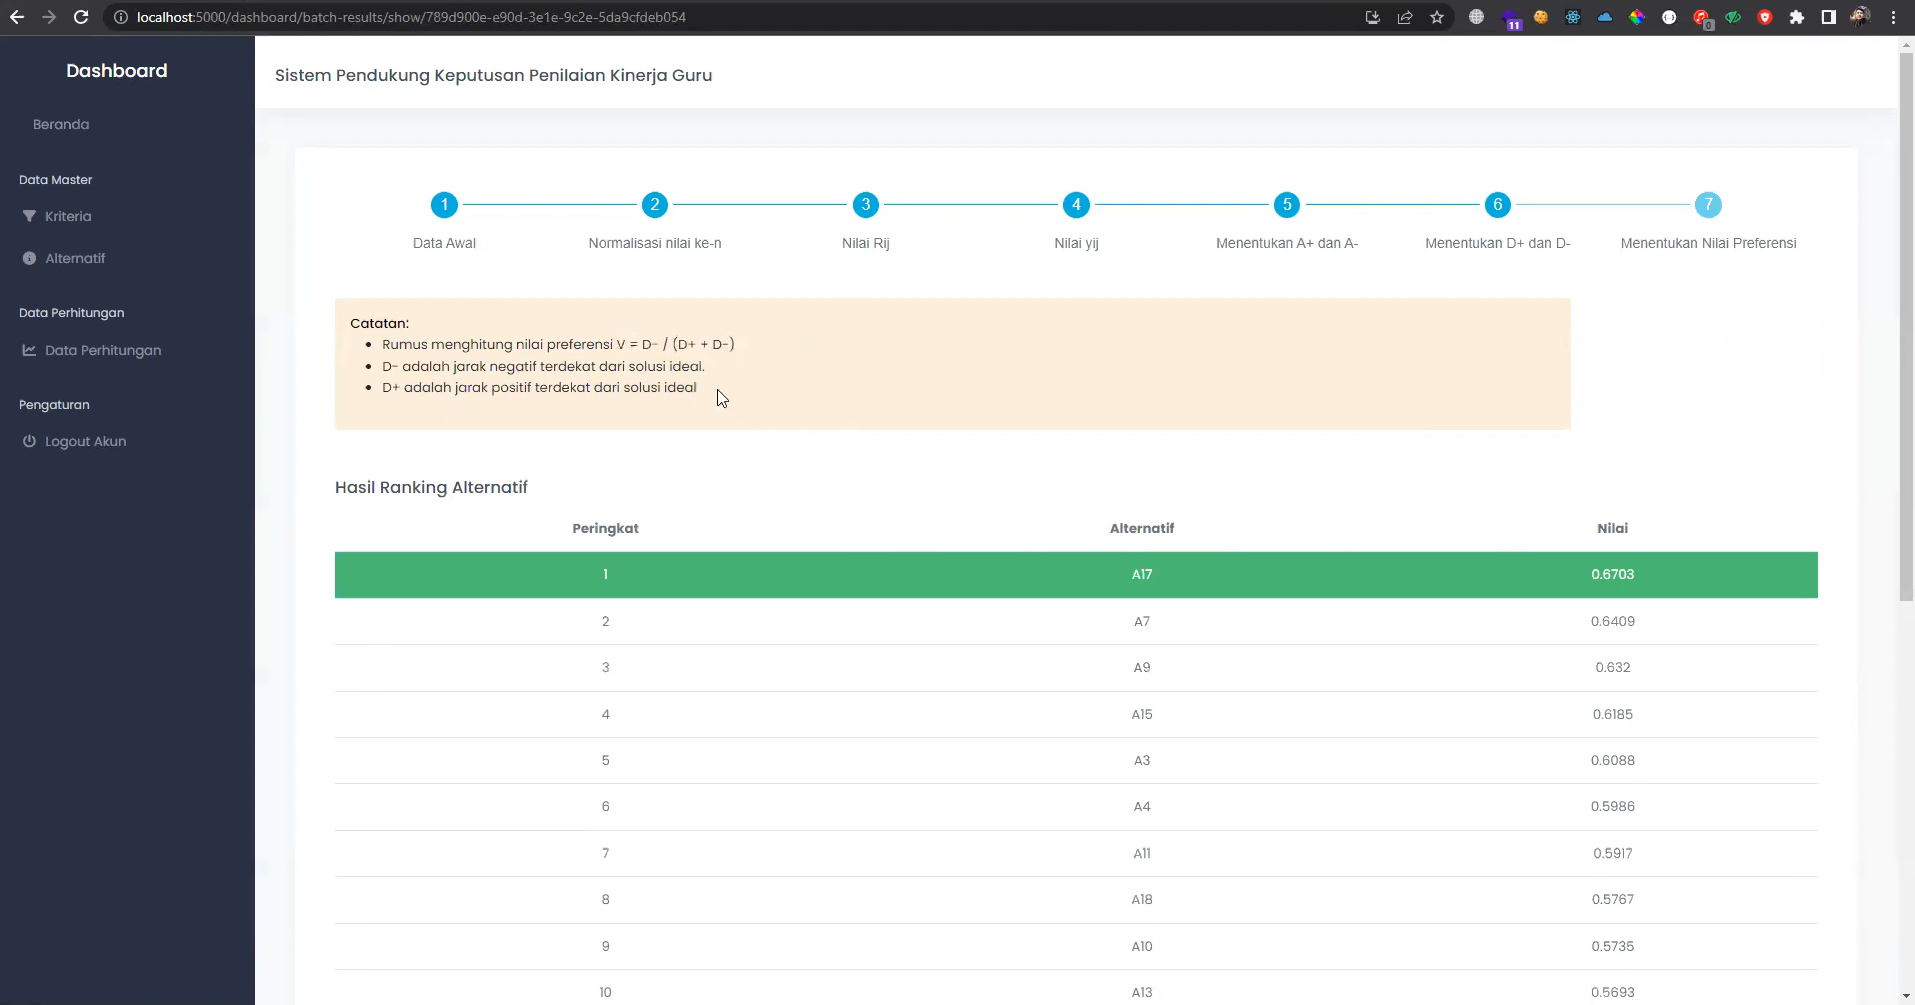 localhost:5000/dashboard/batch-results/show/789d900e-e90d-3e1e-9c2e-5da9cfdeb054
11
0
Dashboard
Beranda
Data Master
Kriteria
Alternatif
Data Perhitungan
Data Perhitungan
Pengaturan
Logout Akun
Sistem Pendukung Keputusan Penilaian Kinerja Guru
1 2 3 4 5 6 7
Data Awal Normalisasi nilai ke-n Nilai Rij Nilai yij Menentukan A+ dan A- Menentukan D+ dan D- Menentukan Nilai Preferensi
Catatan:
• Rumus menghitung nilai preferensi V = D- / (D+ + D-)
• D- adalah jarak negatif terdekat dari solusi ideal.
• D+ adalah jarak positif terdekat dari solusi ideal
Hasil Ranking Alternatif
Peringkat Alternatif Nilai
1 A17 0.6703
2 A7 0.6409
3 A9 0.632
4 A15 0.6185
5 A3 0.6088
6 A4 0.5986
7 A11 0.5917
8 A18 0.5767
9 A10 0.5735
10 A13 0.5693